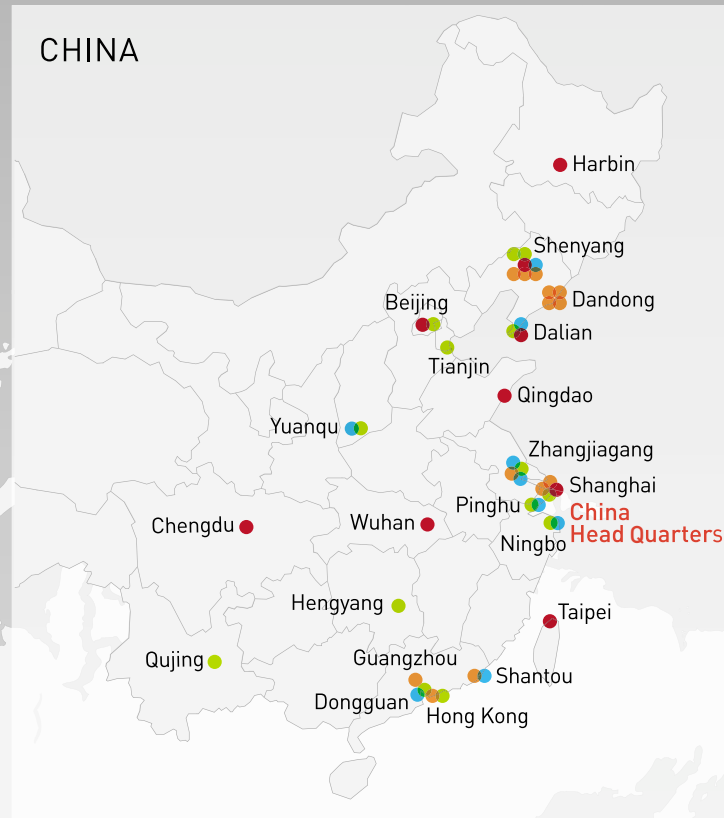 CHINA
Harbin
Shenyang
Dandong
Beijing
Dalian
Tianjin
Qingdao
Yuanqu
Zhangjiagang
Shanghai
Pinghu
China
Head Quarters
Chengdu
Wuhan
Ningbo
Hengyang
Taipei
Guangzhou
Qujing
Shantou
Dongguan
Hong Kong